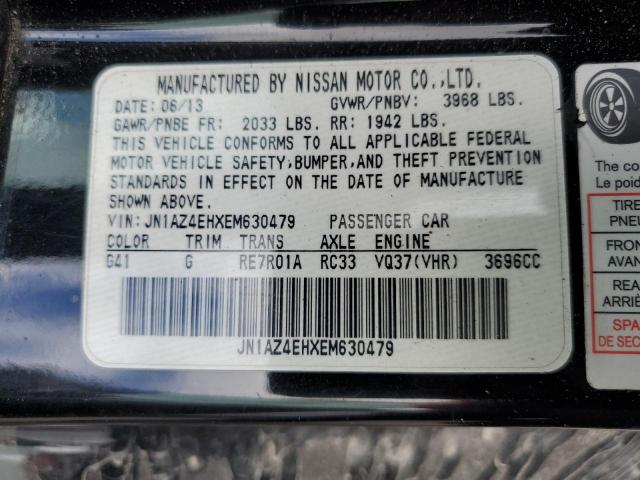 MANUFACTURED BY NISSAN MOTOR CO.,LTD.
DATE: 06/13 GVWR/PNBV: 3968 LBS.
GAWR/PNBE FR: 2033 LBS. RR: 1942 LBS.
THIS VEHICLE CONFORMS TO ALL APPLICABLE FEDERAL
MOTOR VEHICLE SAFETY,BUMPER,AND THEFT PREVENTION
STANDARDS IN EFFECT ON THE DATE OF MANUFACTURE
SHOWN ABOVE.
VIN: JN1AZ4EHXEM630479 PASSENGER CAR
COLOR TRIM TRANS AXLE ENGINE
G41 G RE7R01A RC33 VQ37(VHR) 3696CC
JN1AZ4EHXEM630479
The co
Le poid
TIRE
PNEU
FRON
AVAN
REA
ARRIÈ
SPA
DE SEC